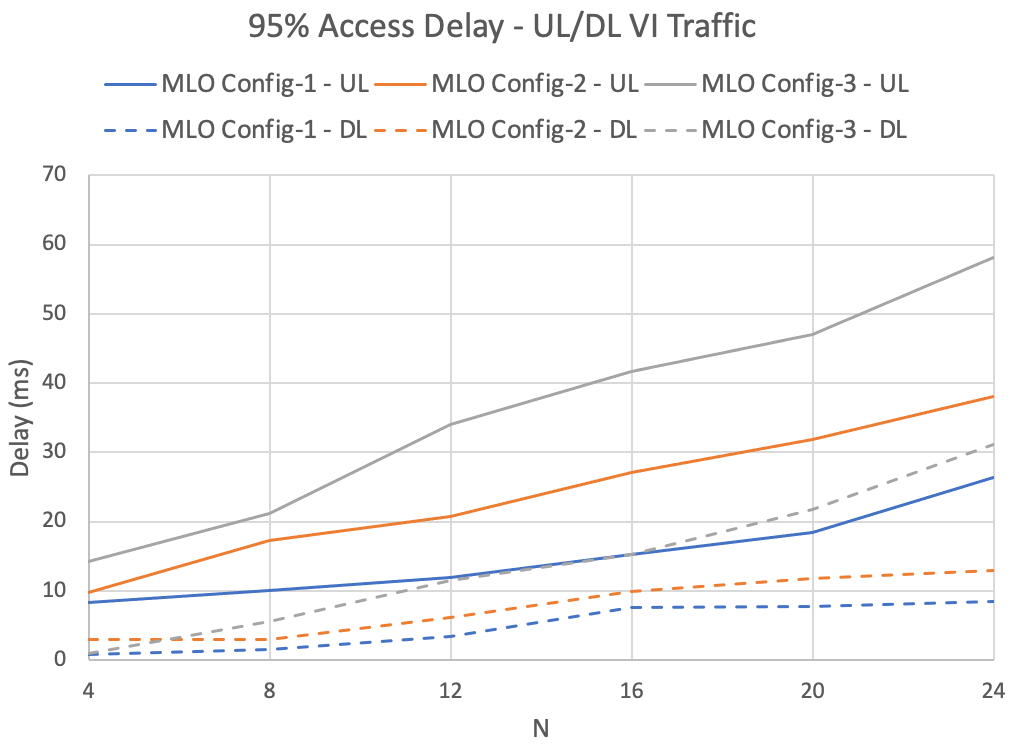 95% Access Delay - UL/DL VI Traffic
MLO Config-1 - UL MLO Config-2 - UL MLO Config-3 - UL
MLO Config-1 - DL MLO Config-2 - DL MLO Config-3 - DL
70
60
50
40
30
20
10
0
Delay (ms)
4 8 12 16 20 24
N